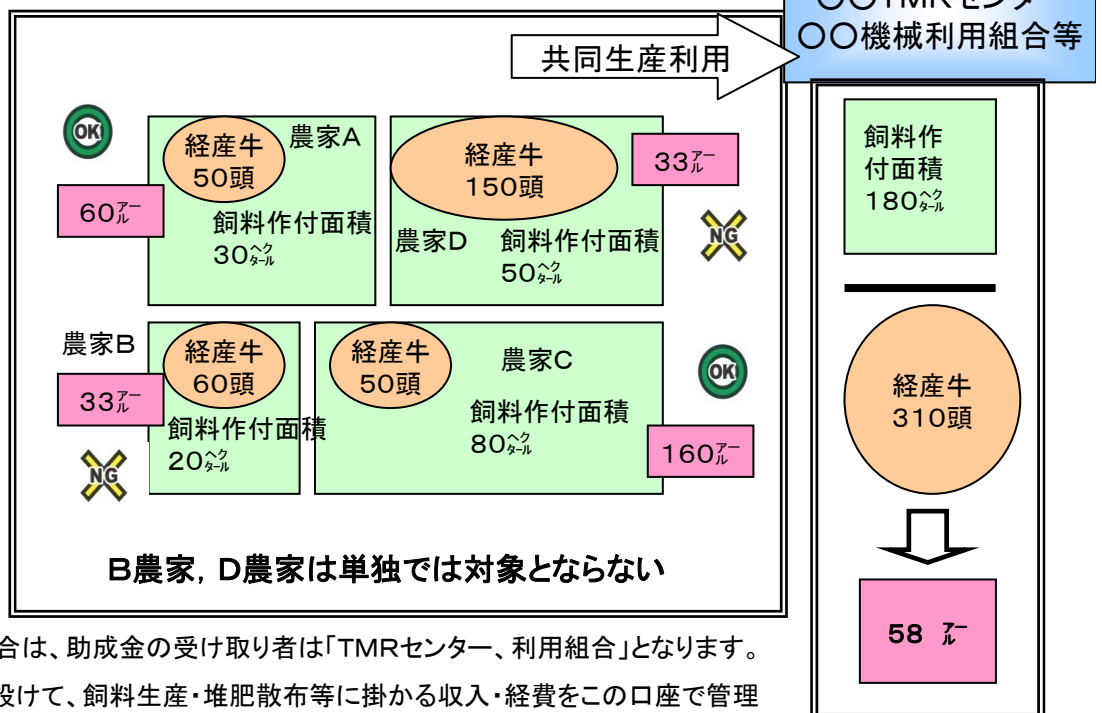 〇〇TMRセンター
〇〇機械利用組合等
共同生産利用
OK
経産牛
50頭
農家A
60アール
飼料作付面積
30ヘクタール
経産牛
150頭
33アール
農家D
飼料作付面積
50ヘクタール
NG
農家B
経産牛
60頭
33アール
飼料作付面積
20ヘクタール
NG
経産牛
50頭
農家C
飼料作付面積
80ヘクタール
OK
160アール
B農家，D農家は単独では対象とならない
飼料作
付面積
180ヘクタール
経産牛
310頭
58 アール
合は、助成金の受け取り者は「TMRセンター、利用組合」となります。
設けて、飼料生産・堆肥散布等に掛かる収入・経費をこの口座で管理